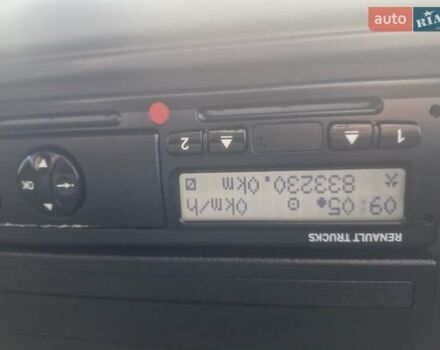 RENAULT TRUCKS
09:05 0km/h
833230.0km
1 2
OK
auto RIA